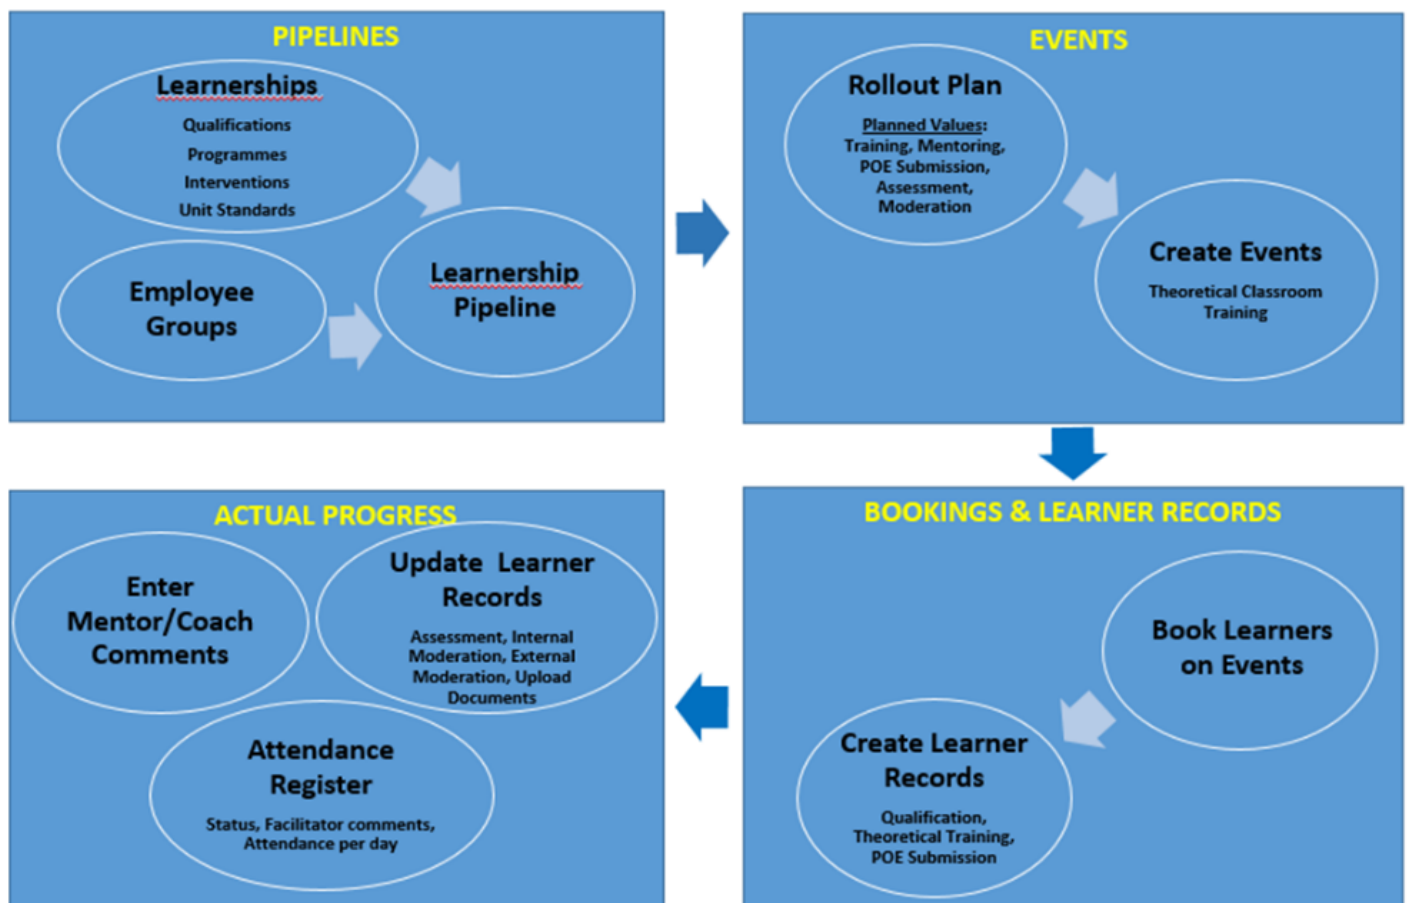 PIPELINES
Learnerships
Qualifications
Programmes
Interventions
Unit Standards
Employee
Groups
Learnership
Pipeline
EVENTS
Rollout Plan
Planned Values:
Training, Mentoring,
POE Submission,
Assessment,
Moderation
Create Events
Theoretical Classroom
Training
BOOKINGS & LEARNER RECORDS
Book Learners
on Events
Create Learner
Records
Qualification,
Theoretical Training,
POE Submission
ACTUAL PROGRESS
Enter
Mentor/Coach
Comments
Update Learner
Records
Assessment, Internal
Moderation, External
Moderation, Upload
Documents
Attendance
Register
Status, Facilitator comments,
Attendance per day